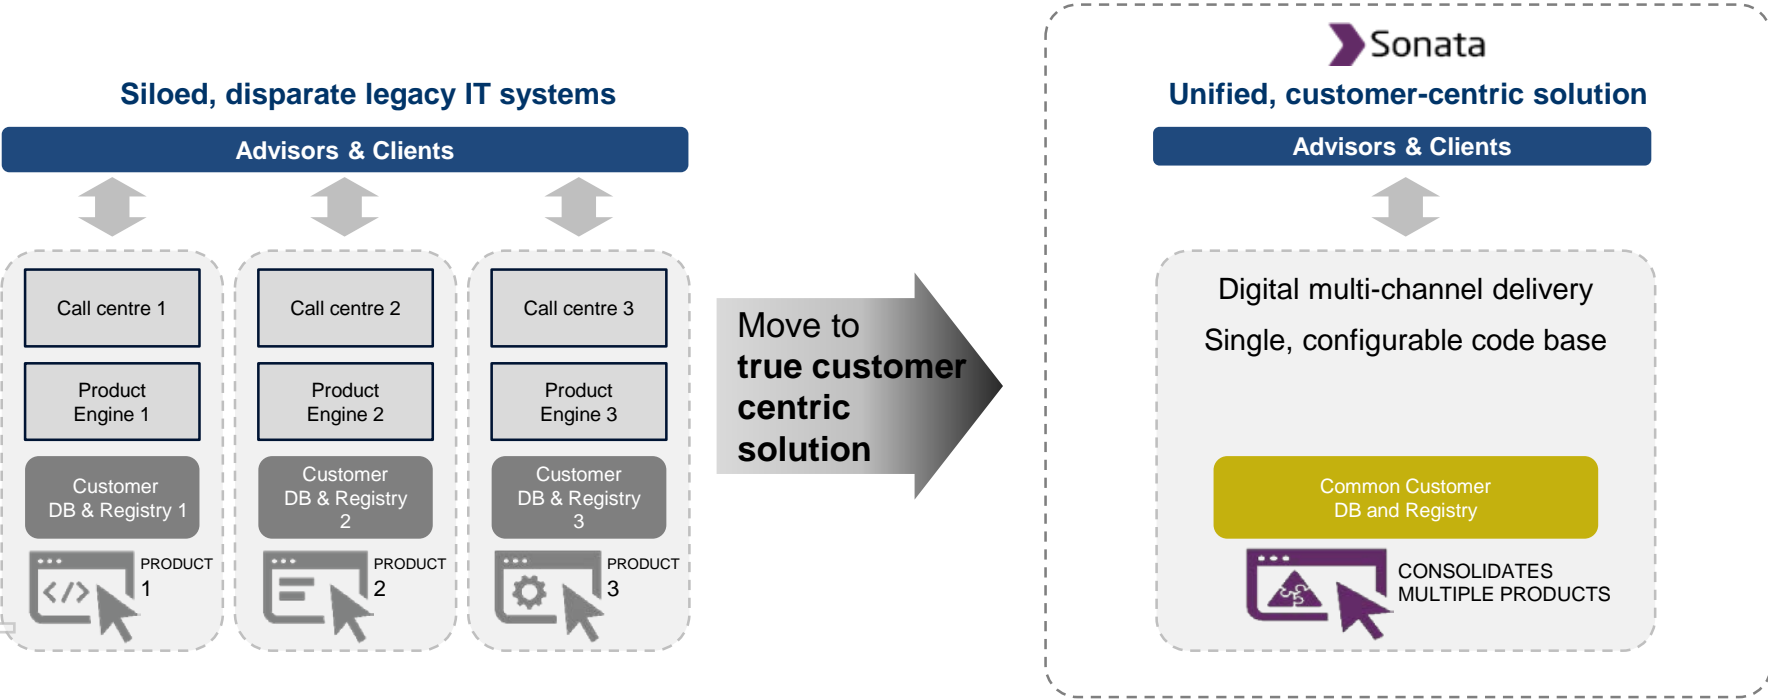 Siloed, disparate legacy IT systems
Advisors & Clients
Call centre 1
Product
Engine 1
Customer
DB & Registry 1
PRODUCT
1
Call centre 2
Product
Engine 2
Customer
DB & Registry
2
PRODUCT
2
Call centre 3
Product
Engine 3
Customer
DB & Registry
3
PRODUCT
3
Move to
true customer
centric
solution
Sonata
Unified, customer-centric solution
Advisors & Clients
Digital multi-channel delivery
Single, configurable code base
Common Customer
DB and Registry
CONSOLIDATES
MULTIPLE PRODUCTS